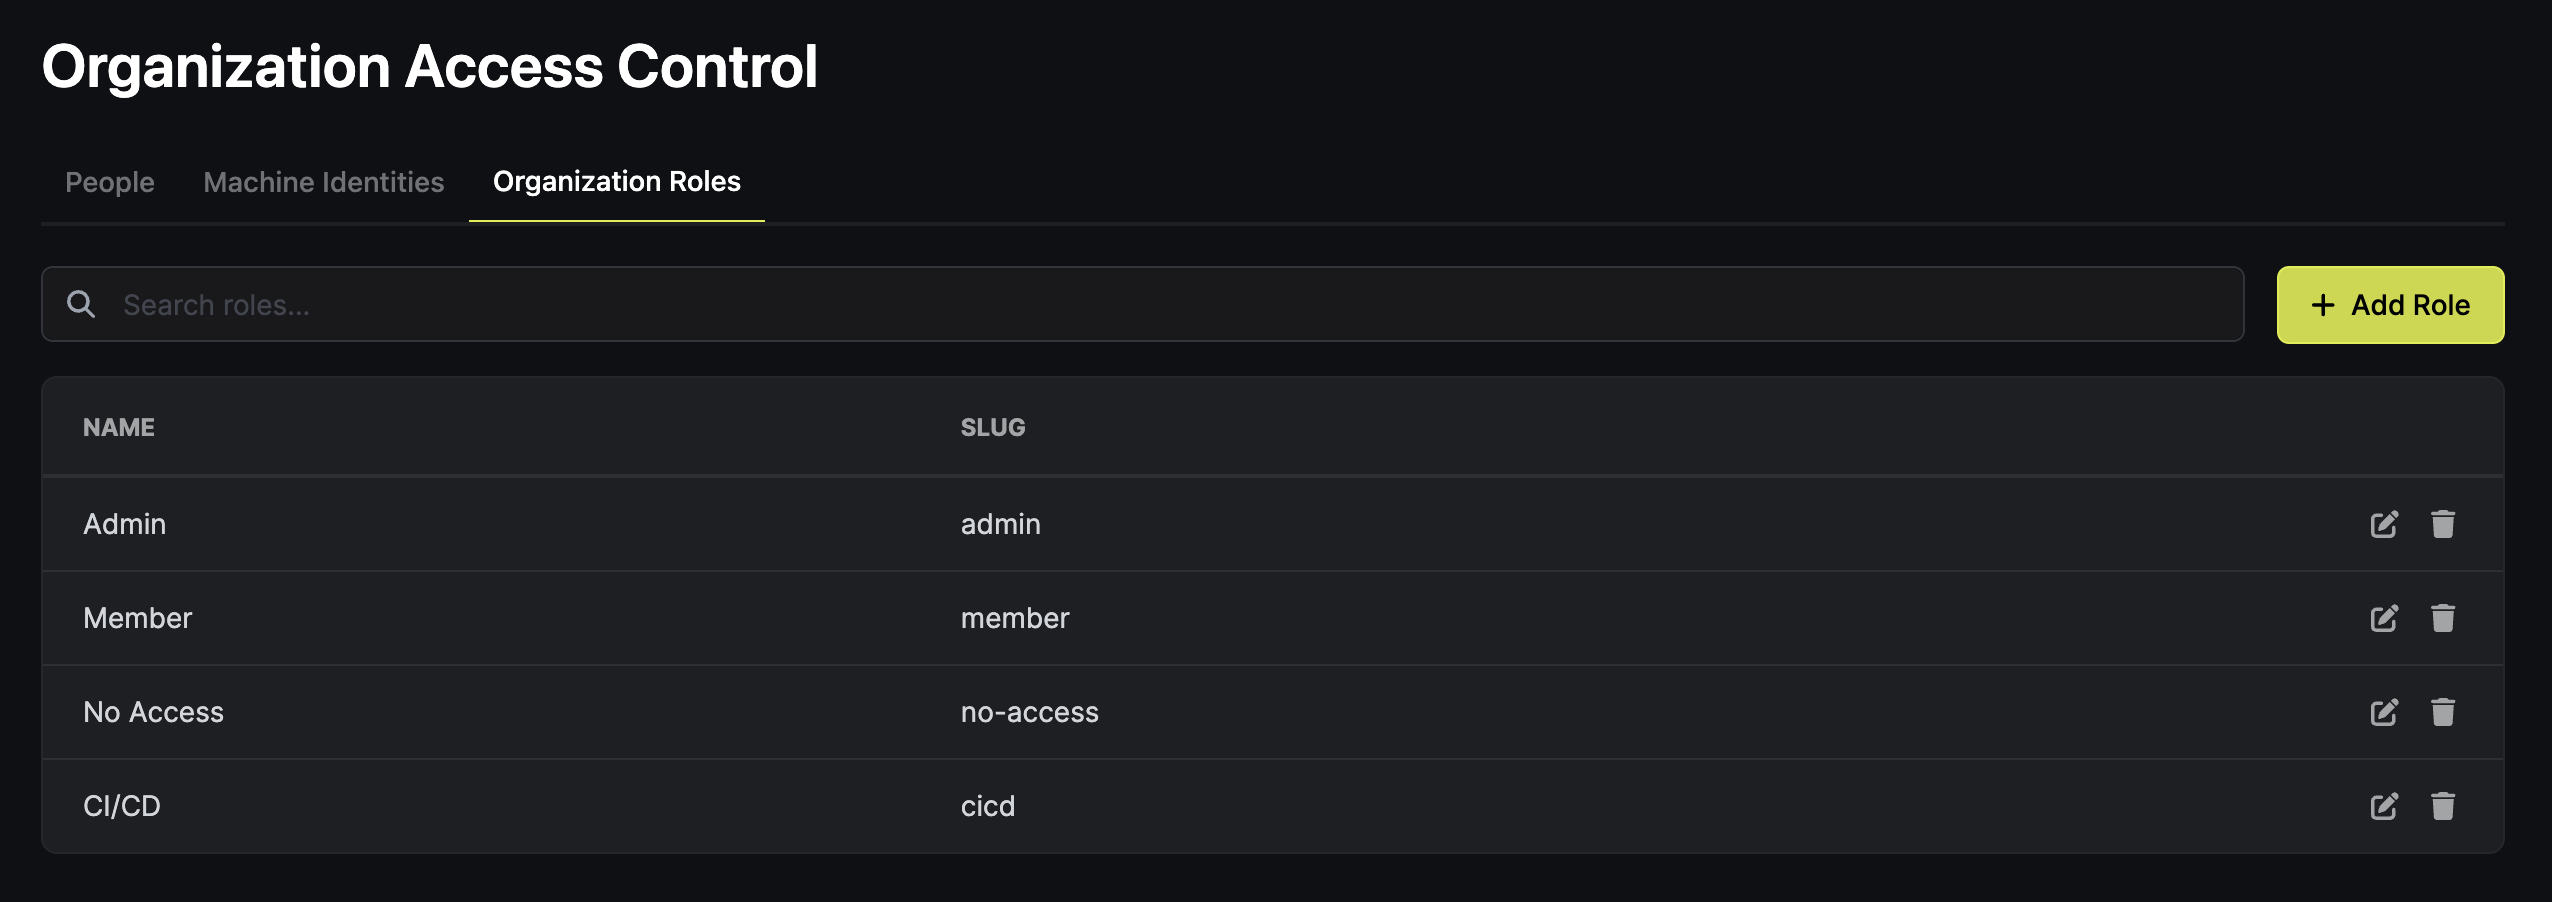 Organization Access Control
People Machine Identities Organization Roles
Search roles...
+ Add Role
NAME SLUG
Admin admin
Member member
No Access no-access
CI/CD cicd